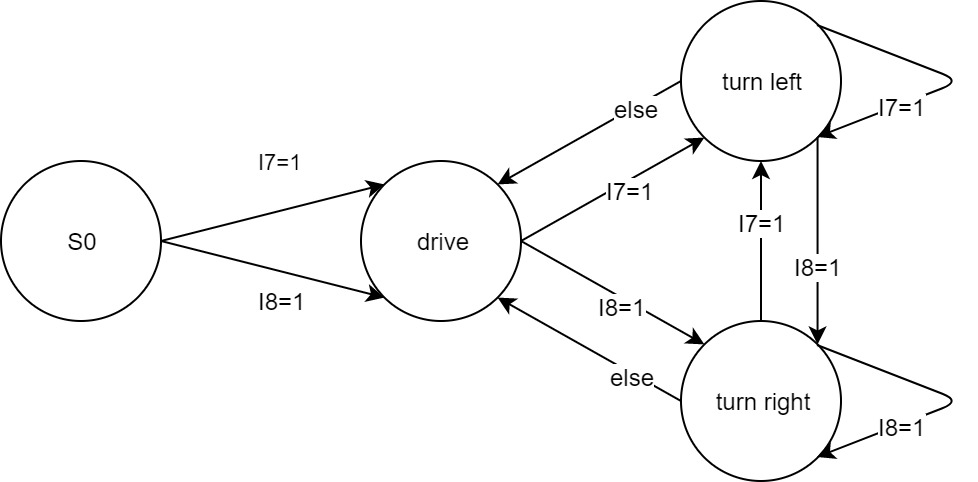 turn left
I7=1
else
I7=1
I7=1
S0
drive
I7=1
I8=1
I8=1
I8=1
else
turn right
I8=1